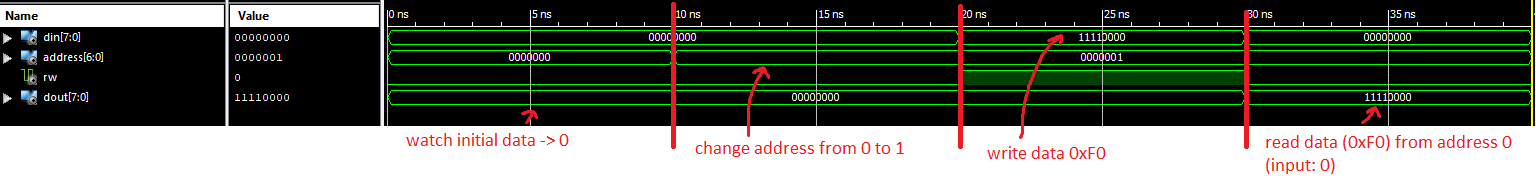 Name Value 0 ns 5 ns 10 ns 15 ns 20 ns 25 ns 30 ns 35 ns
din[7:0] 00000000 00000000 11110000 00000000
address[6:0] 0000001 0000000 0000001
rw 0
dout[7:0] 11110000 00000000 11110000
watch initial data -> 0
change address from 0 to 1
write data 0xF0
read data (0xF0) from address 0
(input: 0)